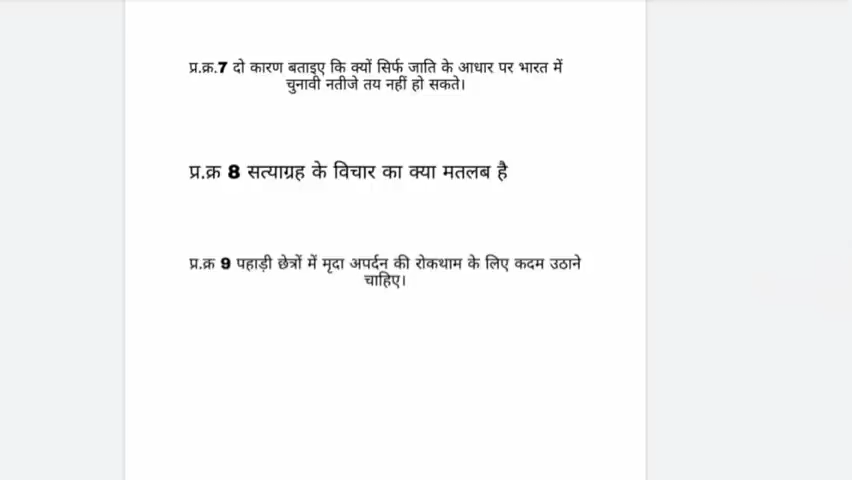 प्र.क्र.7 दो कारण बताइए कि क्यों सिर्फ जाति के आधार पर भारत में
चुनावी नतीजे तय नहीं हो सकते।
प्र.क्र 8 सत्याग्रह के विचार का क्या मतलब है
प्र.क्र 9 पहाड़ी छेत्रों में मृदा अपर्दन की रोकथाम के लिए कदम उठाने
चाहिए।